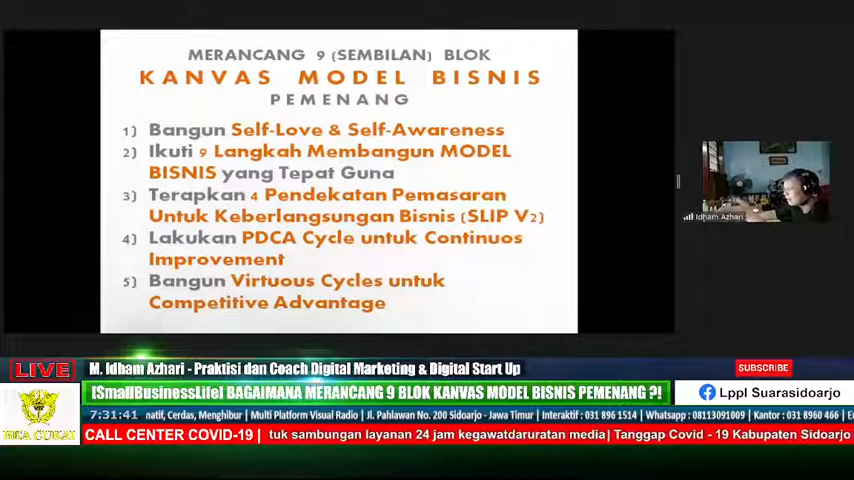 MERANCANG 9 (SEMBILAN) BLOK
KANVAS MODEL BISNIS
PEMENANG
1) Bangun Self-Love & Self-Awareness
2) Ikuti 9 Langkah Membangun MODEL
BISNIS yang Tepat Guna
3) Terapkan 4 Pendekatan Pemasaran
Untuk Keberlangsungan Bisnis (SLIP V2)
4) Lakukan PDCA Cycle untuk Continuos
Improvement
5) Bangun Virtuous Cycles untuk
Competitive Advantage
Idham Azhari
LIVE
M. Idham Azhari - Praktisi dan Coach Digital Marketing & Digital Start Up
SUBSCRIBE
[SmallBusinessLife] BAGAIMANA MERANCANG 9 BLOK KANVAS MODEL BISNIS PEMENANG ?!
Lppl Suarasidoarjo
BEA CUKAI
7:31:41
natif, Cerdas, Menghibur | Multi Platform Visual Radio | Jl. Pahlawan No. 200 Sidoarjo - Jawa Timur | Interaktif : 031 896 1514 | Whatsapp : 08113091009 | Kantor : 031 8960 466 | E
CALL CENTER COVID-19 | tuk sambungan layanan 24 jam kegawatdaruratan media | Tanggap Covid - 19 Kabupaten Sidoarjo